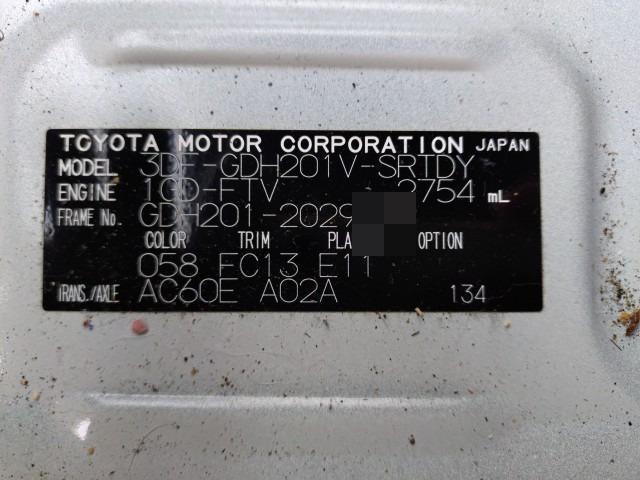 TOYOTA MOTOR CORPORATION JAPAN
MODEL 3DF-GDH201V-SRTDY
ENGINE 1GD-FTV 2754 mL
FRAME No. GDH201-2029
COLOR TRIM PLA OPTION
058 FC13 E11
TRANS./AXLE AC60E A02A 134